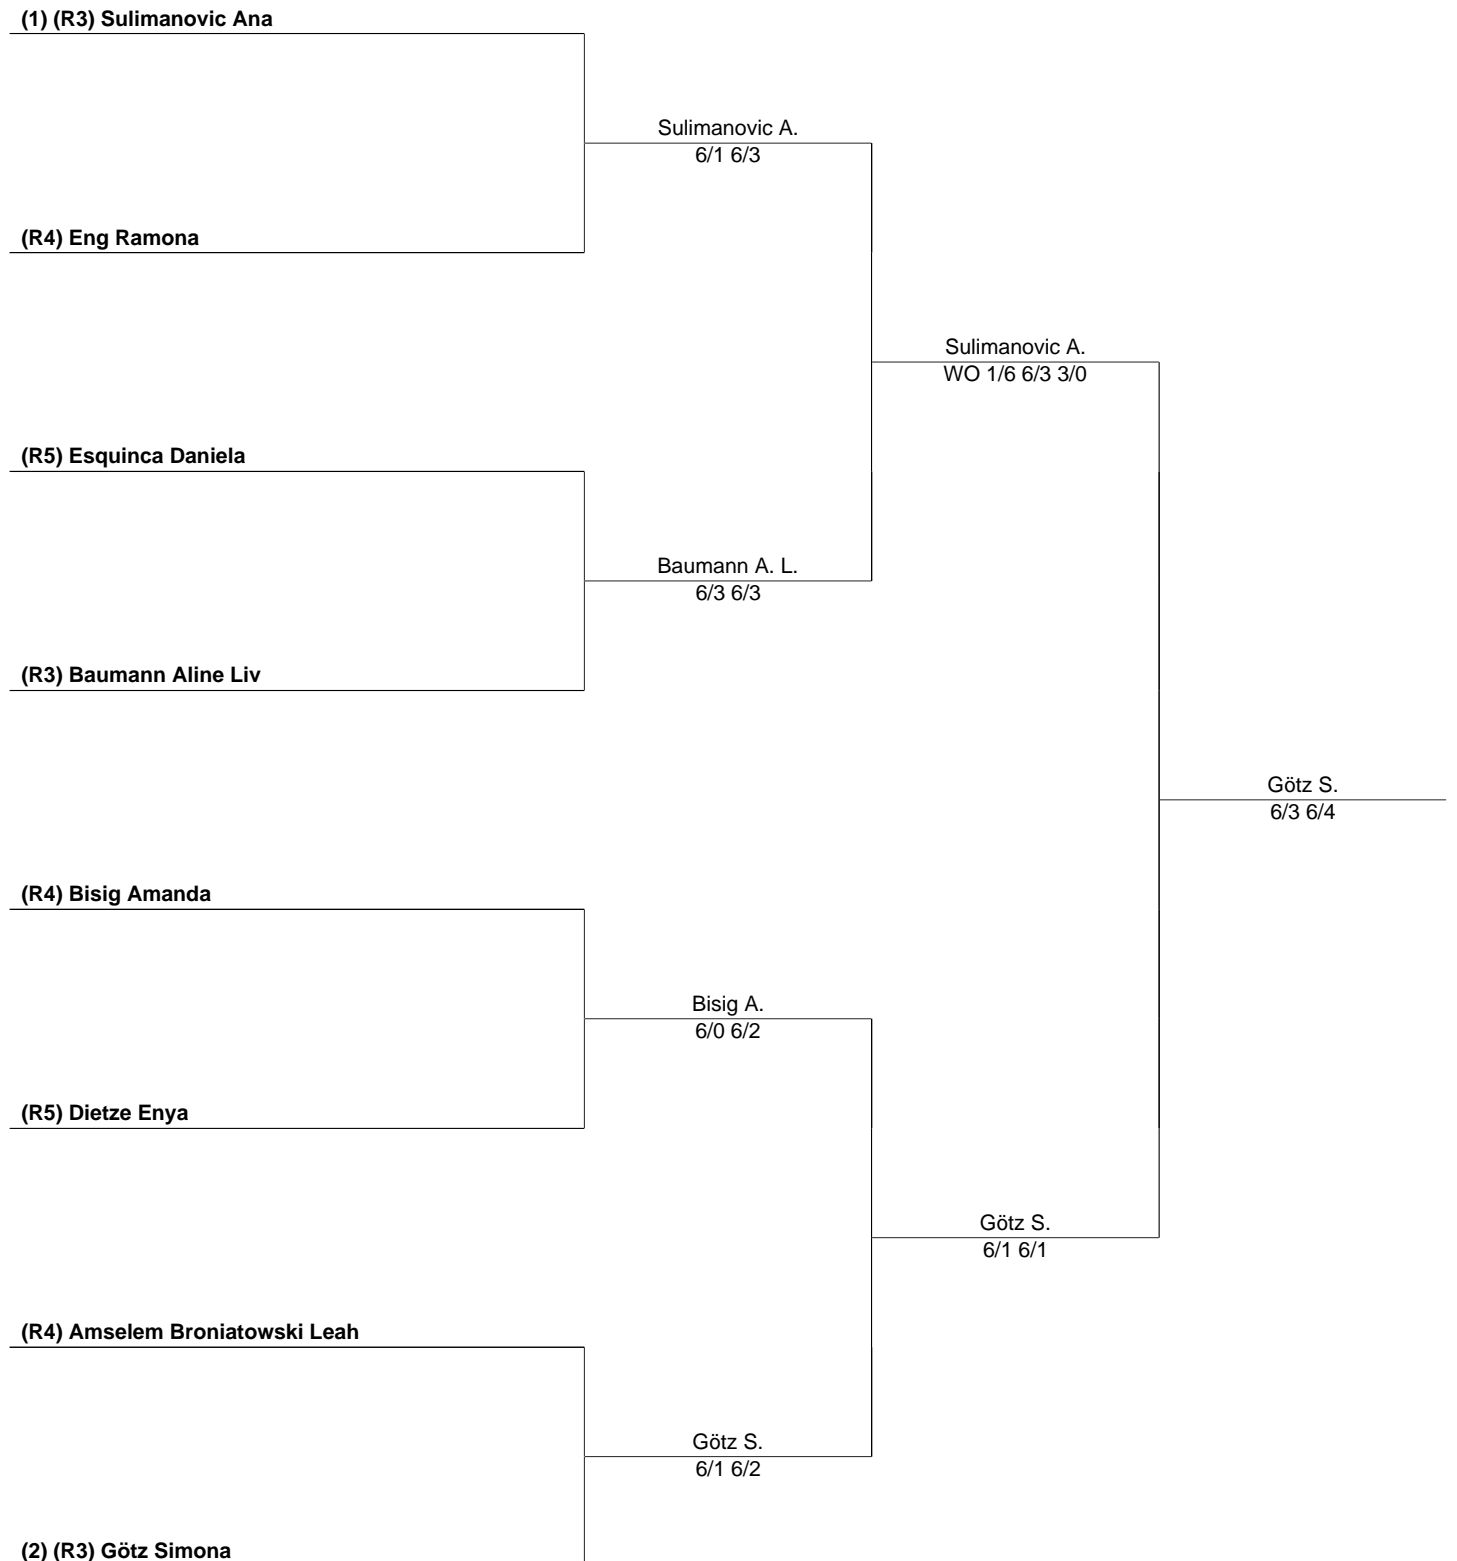 (1) (R3) Sulimanovic Ana
Sulimanovic A.
6/1 6/3
(R4) Eng Ramona
Sulimanovic A.
WO 1/6 6/3 3/0
(R5) Esquinca Daniela
Baumann A. L.
6/3 6/3
(R3) Baumann Aline Liv
Götz S.
6/3 6/4
(R4) Bisig Amanda
Bisig A.
6/0 6/2
(R5) Dietze Enya
Götz S.
6/1 6/1
(R4) Amselem Broniatowski Leah
Götz S.
6/1 6/2
(2) (R3) Götz Simona